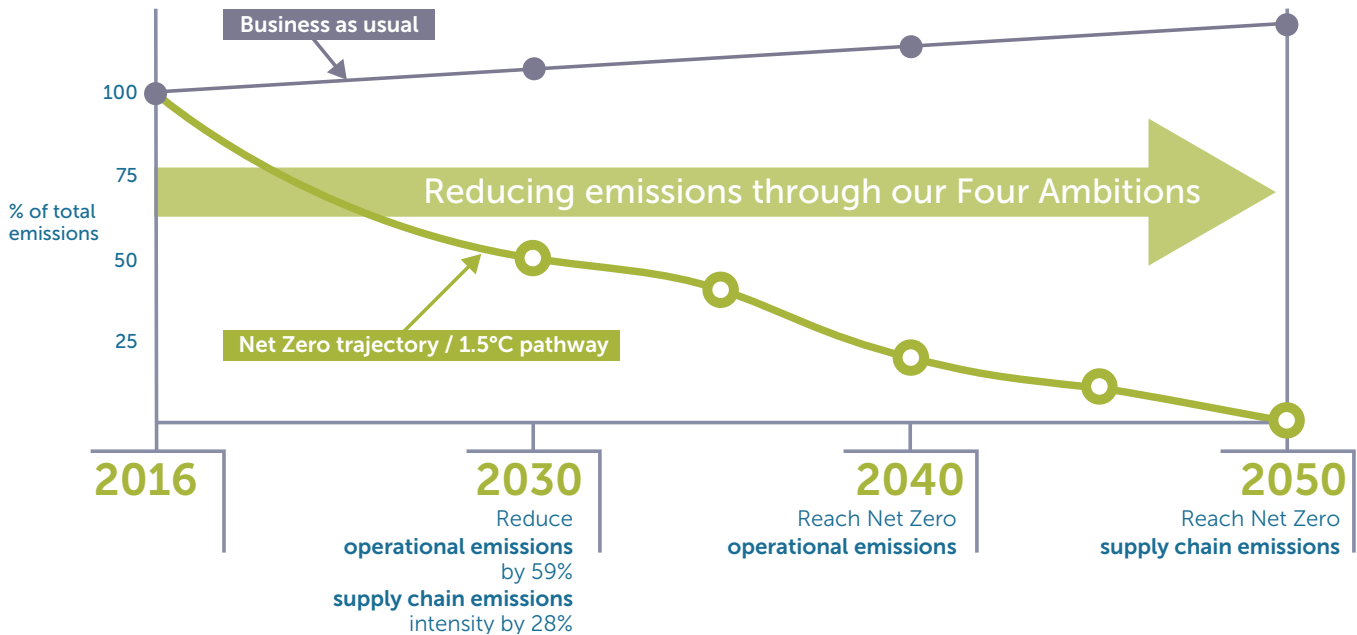 Business as usual
100
75
% of total
emissions
50
25
Reducing emissions through our Four Ambitions
Net Zero trajectory / 1.5°C pathway
2016
2030
Reduce
operational emissions
by 59%
supply chain emissions
intensity by 28%
2040
Reach Net Zero
operational emissions
2050
Reach Net Zero
supply chain emissions